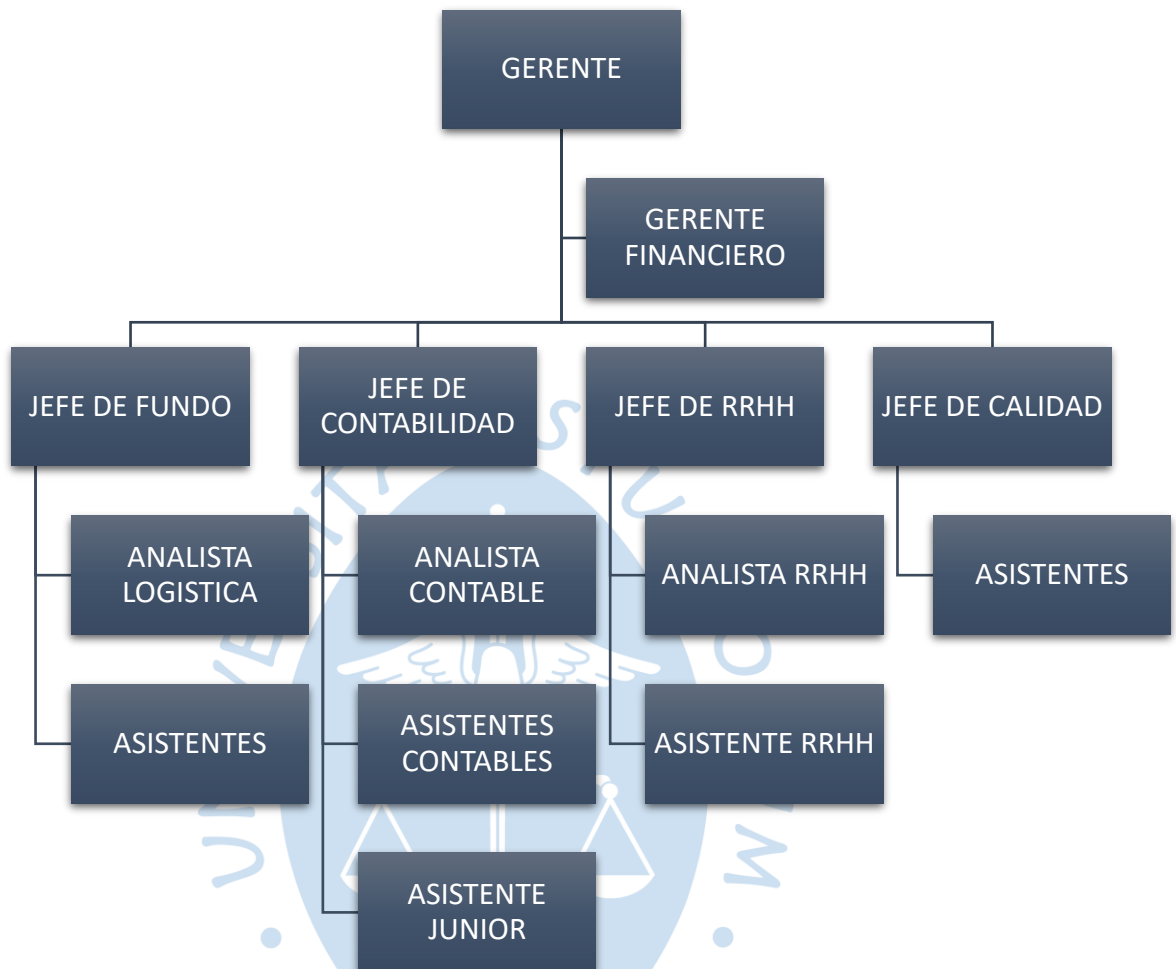 GERENTE
GERENTE
FINANCIERO
JEFE DE FUNDO
JEFE DE
CONTABILIDAD
JEFE DE RRHH
JEFE DE CALIDAD
ANALISTA
LOGISTICA
ANALISTA
CONTABLE
ANALISTA RRHH
ASISTENTES
ASISTENTES
ASISTENTES
CONTABLES
ASISTENTE RRHH
ASISTENTE
JUNIOR